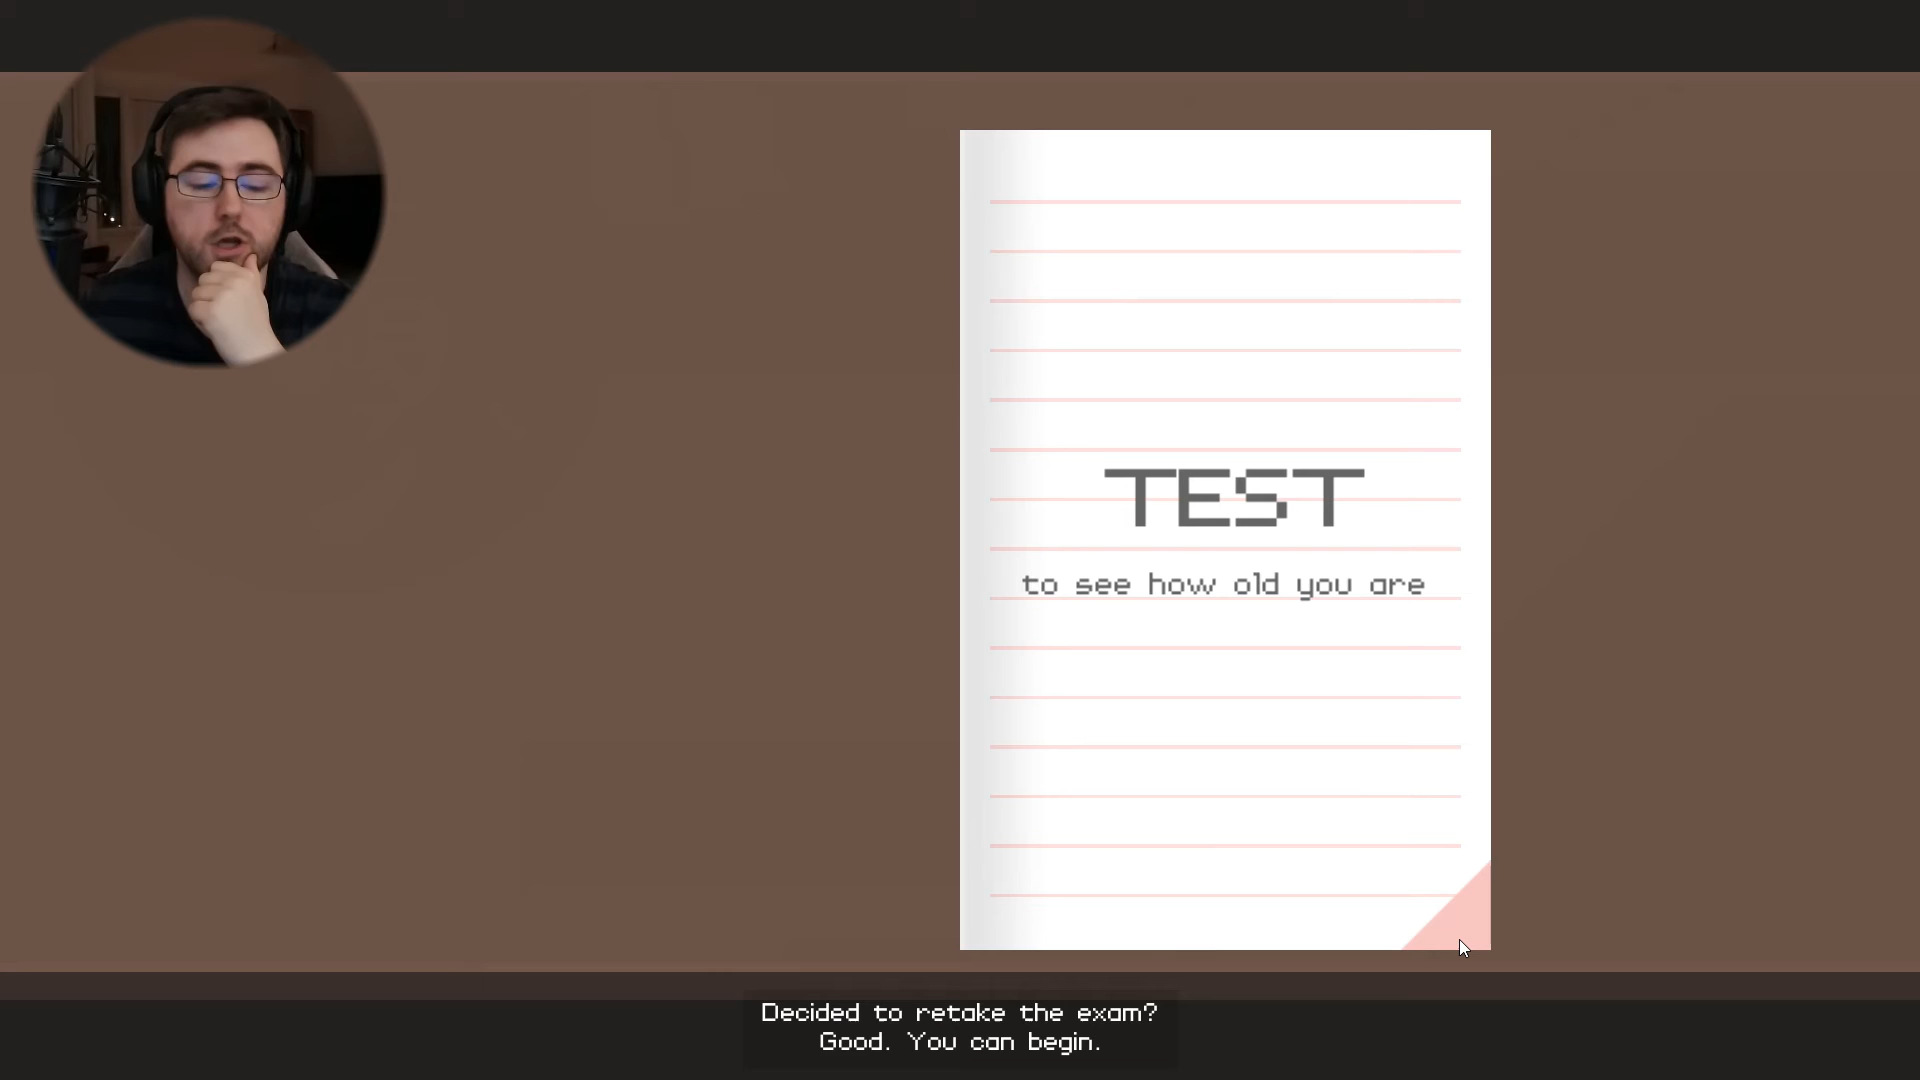 TEST
to see how old you are
Decided to retake the exam?
Good. You can begin.